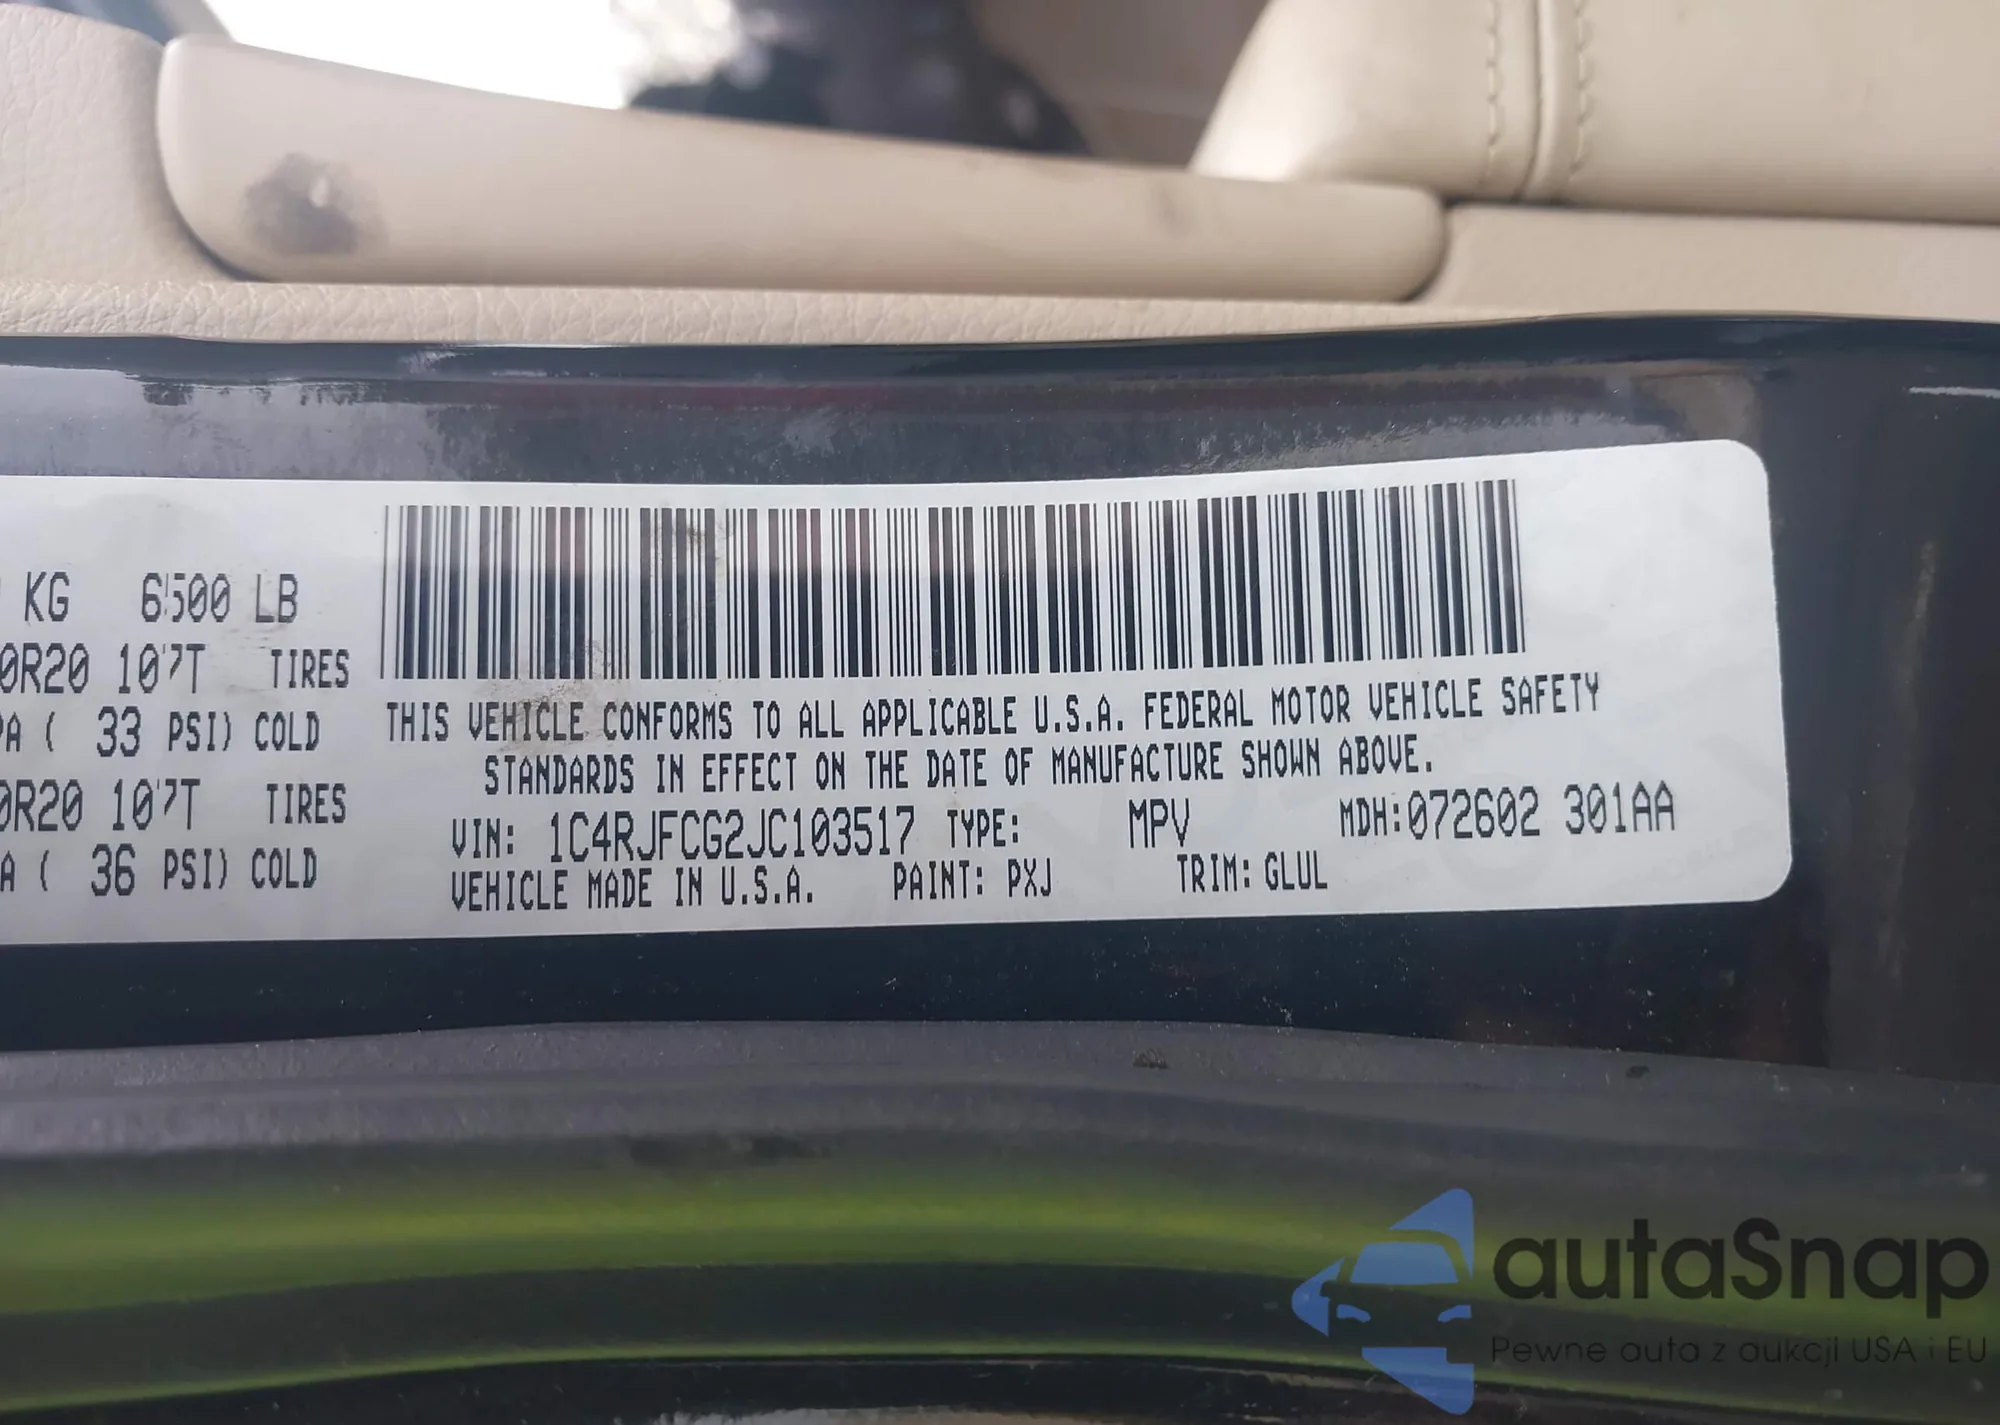 KG 6500 LB
0R20 107T TIRES
PA ( 33 PSI) COLD
0R20 107T TIRES
A ( 36 PSI) COLD
THIS VEHICLE CONFORMS TO ALL APPLICABLE U.S.A. FEDERAL MOTOR VEHICLE SAFETY
STANDARDS IN EFFECT ON THE DATE OF MANUFACTURE SHOWN ABOVE.
VIN: 1C4RJFCG2JC103517 TYPE: MPV MDH:072602 301AA
VEHICLE MADE IN U.S.A. PAINT: PXJ TRIM: GLUL
autaSnap
Pewne auta z aukcji USA i EU